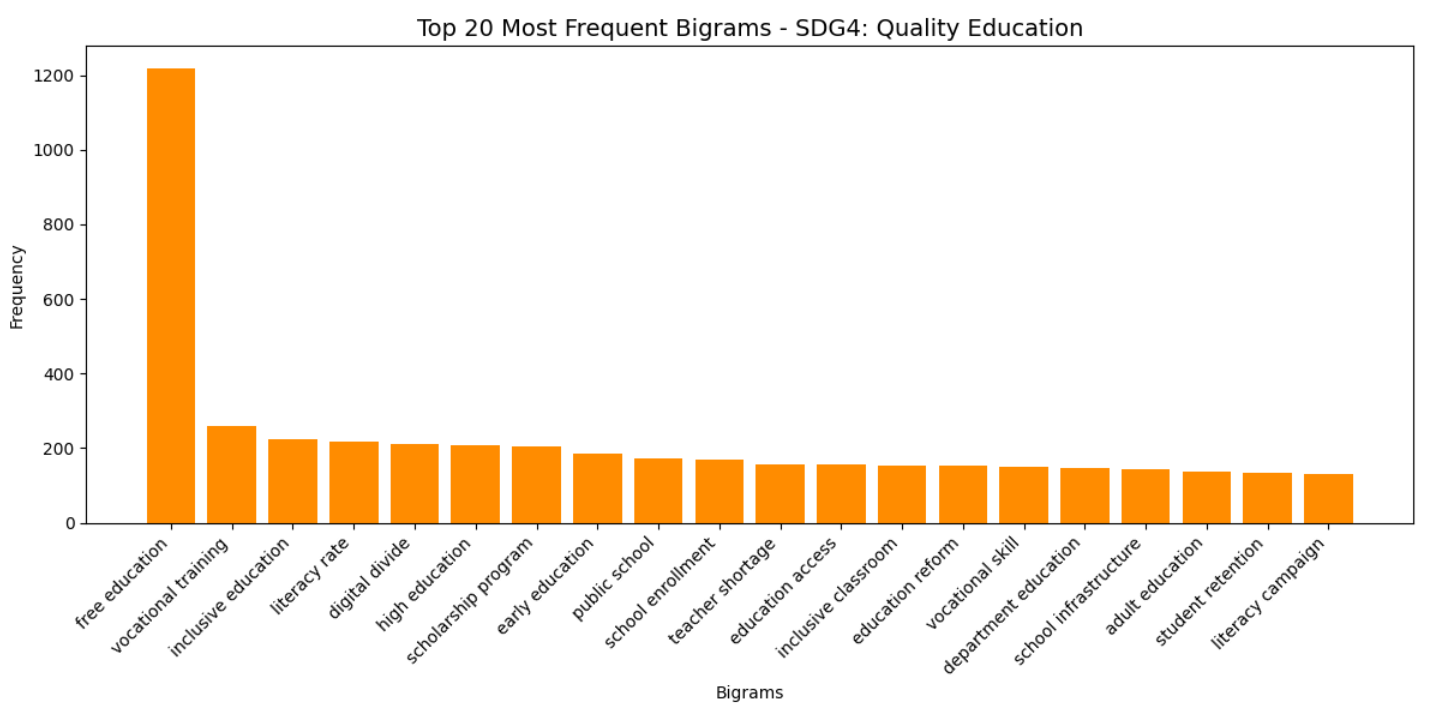 Top 20 Most Frequent Bigrams - SDG4: Quality Education
Frequency
1200
1000
800
600
400
200
0
free education
vocational training
inclusive education
literacy rate
digital divide
high education
scholarship program
early education
public school
school enrollment
teacher shortage
education access
inclusive classroom
education reform
vocational skill
department education
school infrastructure
adult education
student retention
literacy campaign
Bigrams